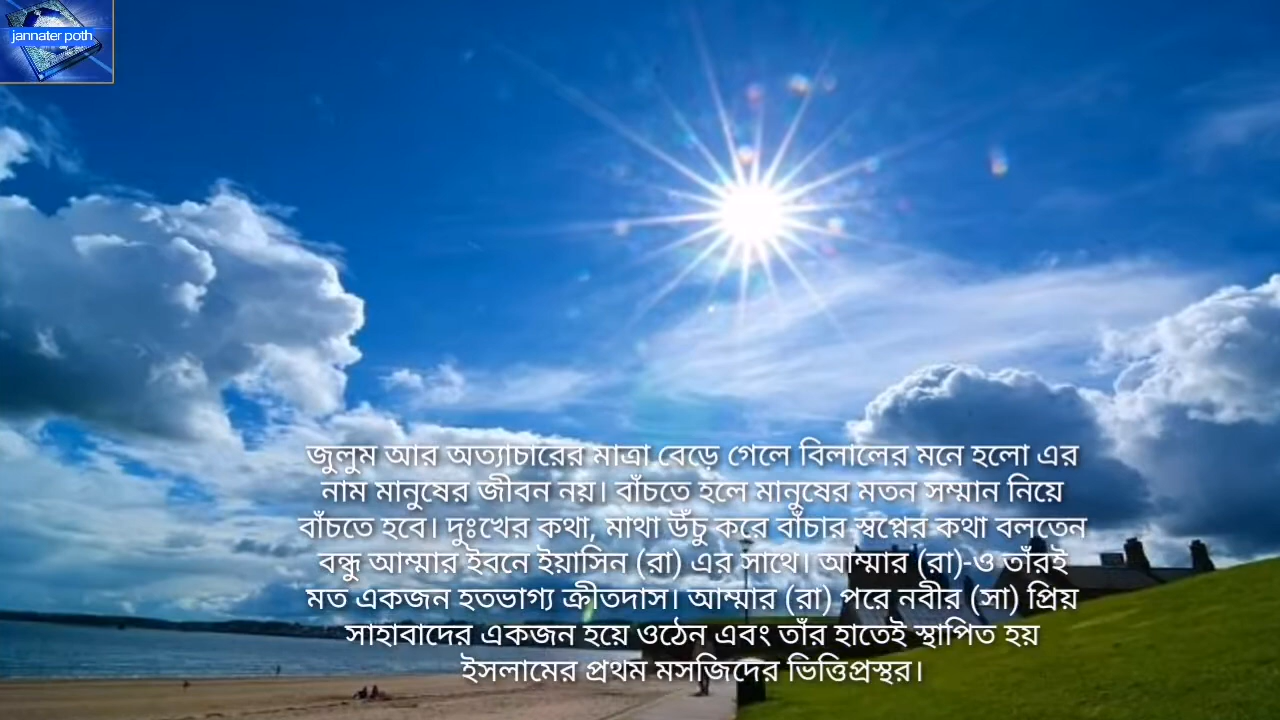 jannater poth
জুলুম আর অত্যাচারের মাত্রা বেড়ে গেলে বিলালের মনে হলো এর
নাম মানুষের জীবন নয়। বাঁচতে হলে মানুষের মতন সম্মান নিয়ে
বাঁচতে হবে। দুঃখের কথা, মাথা উঁচু করে বাঁচার স্বপ্নের কথা বলতেন
বন্ধু আম্মার ইবনে ইয়াসিন (রা) এর সাথে। আম্মার (রা)-ও তাঁরই
মত একজন হতভাগ্য ক্রীতদাস। আম্মার (রা) পরে নবীর (সা) প্রিয়
সাহাবাদের একজন হয়ে ওঠেন এবং তাঁর হাতেই স্থাপিত হয়
ইসলামের প্রথম মসজিদের ভিত্তিপ্রস্থর।